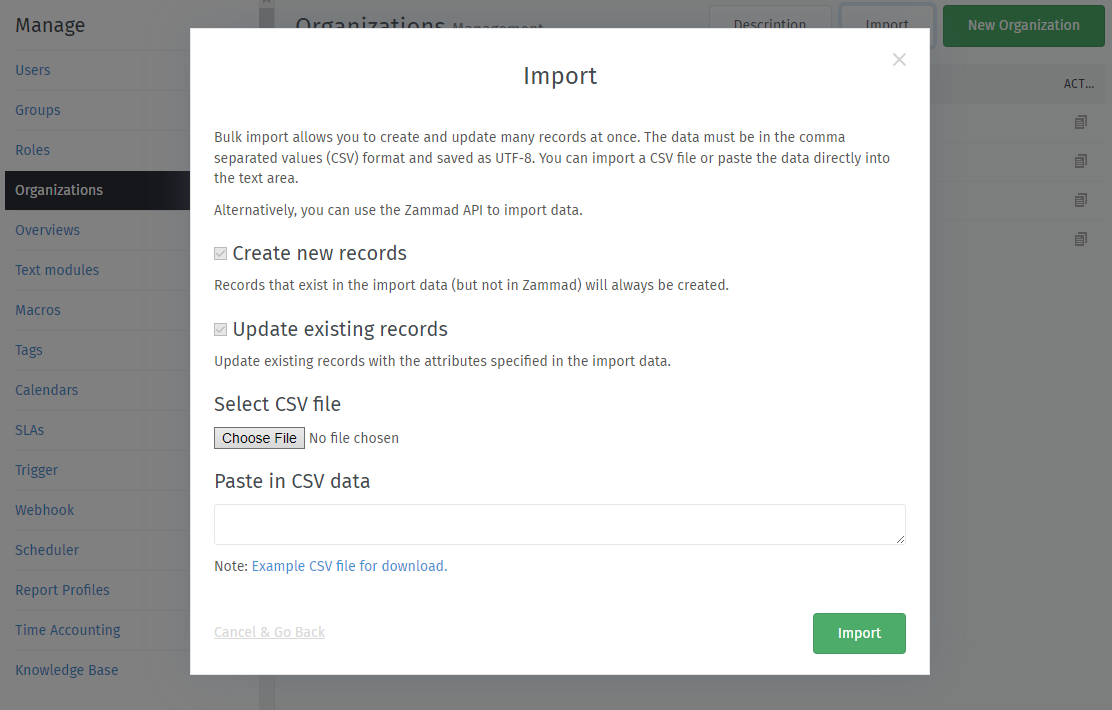 Manage
Users
Groups
Roles
Organizations
Overviews
Text modules
Macros
Tags
Calendars
SLAs
Trigger
Webhook
Scheduler
Report Profiles
Time Accounting
Knowledge Base
Organizations Management
Description
Import
New Organization
ACT...
Import
Bulk import allows you to create and update many records at once. The data must be in the comma
separated values (CSV) format and saved as UTF-8. You can import a CSV file or paste the data directly into
the text area.
Alternatively, you can use the Zammad API to import data.
Create new records
Records that exist in the import data (but not in Zammad) will always be created.
Update existing records
Update existing records with the attributes specified in the import data.
Select CSV file
Choose File No file chosen
Paste in CSV data
Note: Example CSV file for download.
Cancel & Go Back
Import